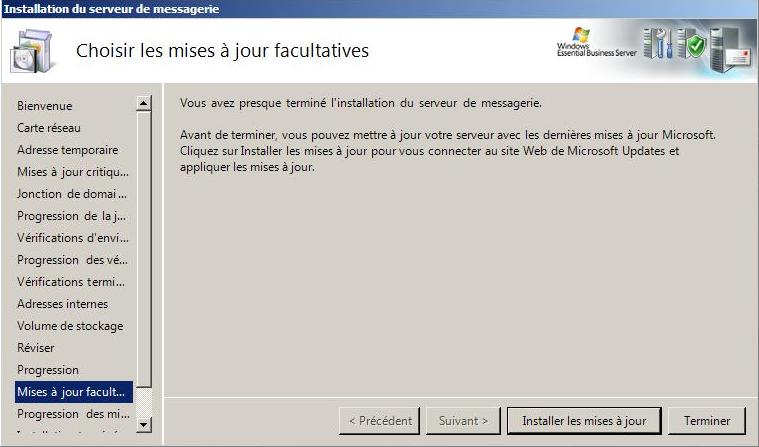 Installation du serveur de messagerie
Choisir les mises à jour facultatives
Windows
Essential Business Server
Bienvenue
Carte réseau
Adresse temporaire
Mises à jour critiqu...
Jonction de domai...
Progression de la j...
Vérifications d'envi...
Progression des vé...
Vérifications termi...
Adresses internes
Volume de stockage
Réviser
Progression
Mises à jour facult...
Progression des mi...
Vous avez presque terminé l'installation du serveur de messagerie.
Avant de terminer, vous pouvez mettre à jour votre serveur avec les dernières mises à jour Microsoft.
Cliquez sur Installer les mises à jour pour vous connecter au site Web de Microsoft Updates et
appliquer les mises à jour.
< Précédent
Suivant >
Installer les mises à jour
Terminer